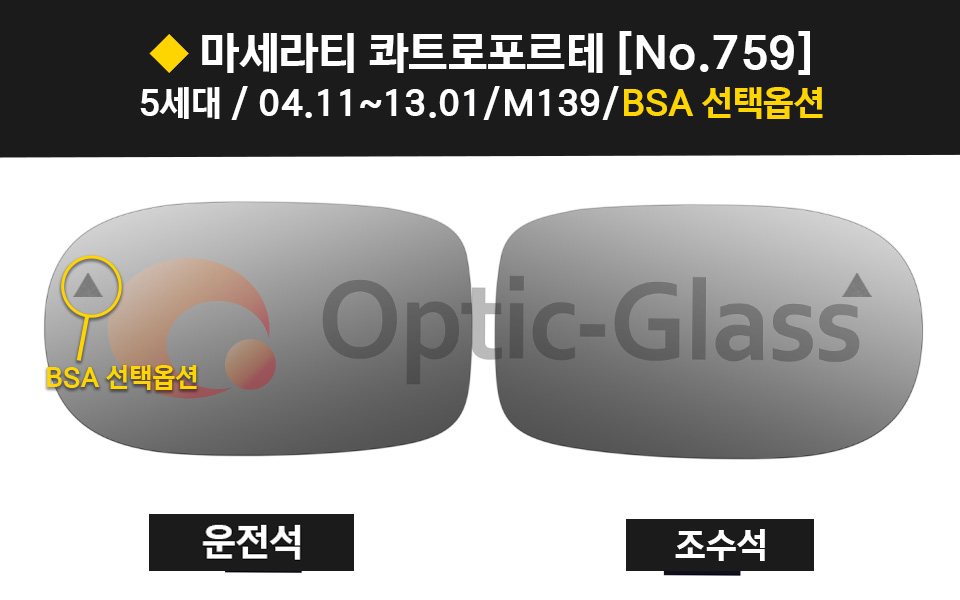 ◆ 마세라티 콰트로포르테 [No.759]
5세대 / 04.11~13.01/M139/BSA 선택옵션
Optic-Glass
BSA 선택옵션
운전석
조수석